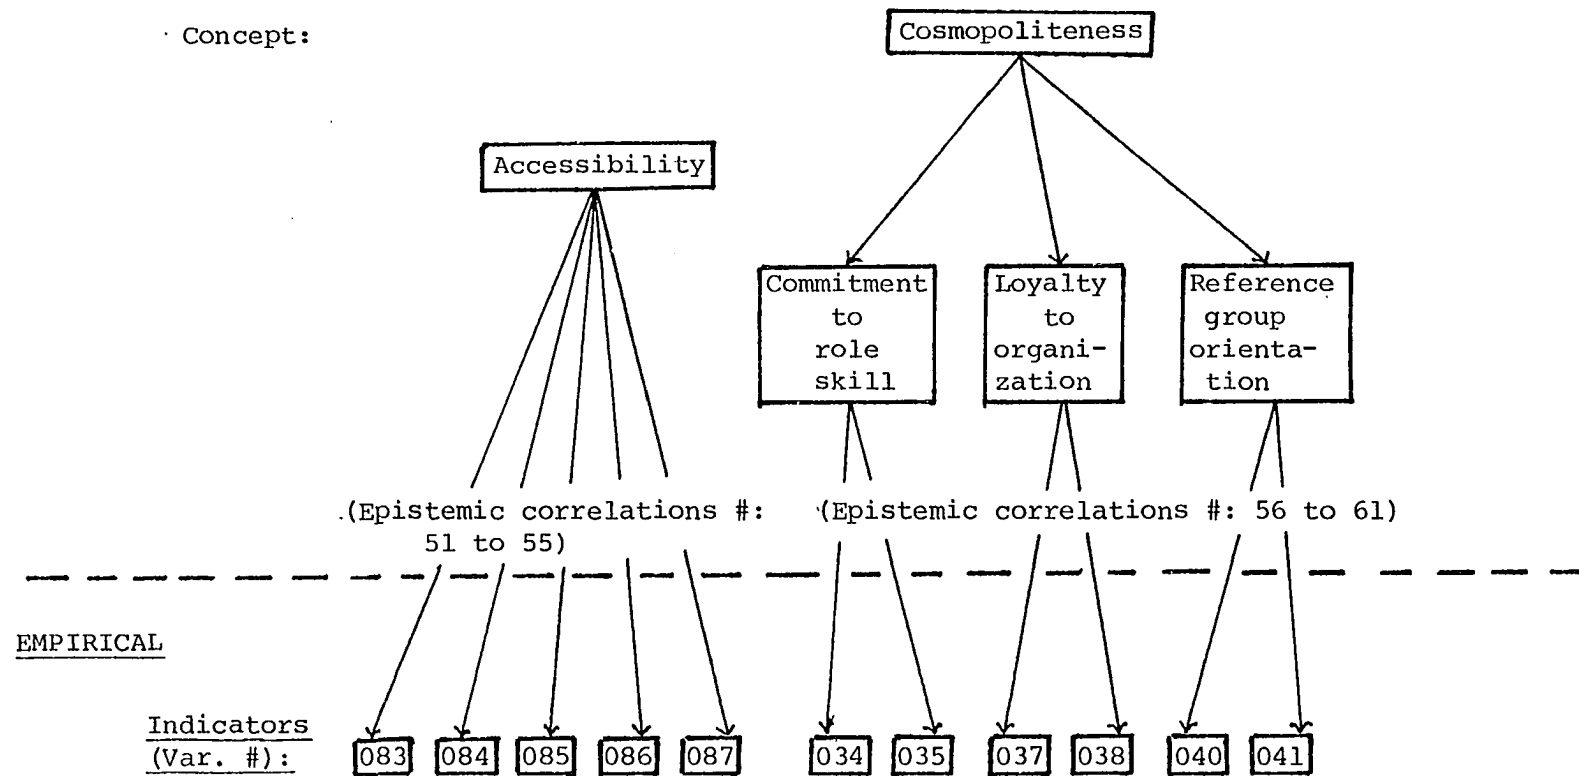 Concept:
Cosmopoliteness
Accessibility
Commitment
to
role
skill
Loyalty
to
organi-
zation
Reference
group
orienta-
tion
(Epistemic correlations #:
51 to 55)
(Epistemic correlations #: 56 to 61)
EMPIRICAL
Indicators
(Var. #):
083 084 085 086 087 034 035 037 038 040 041